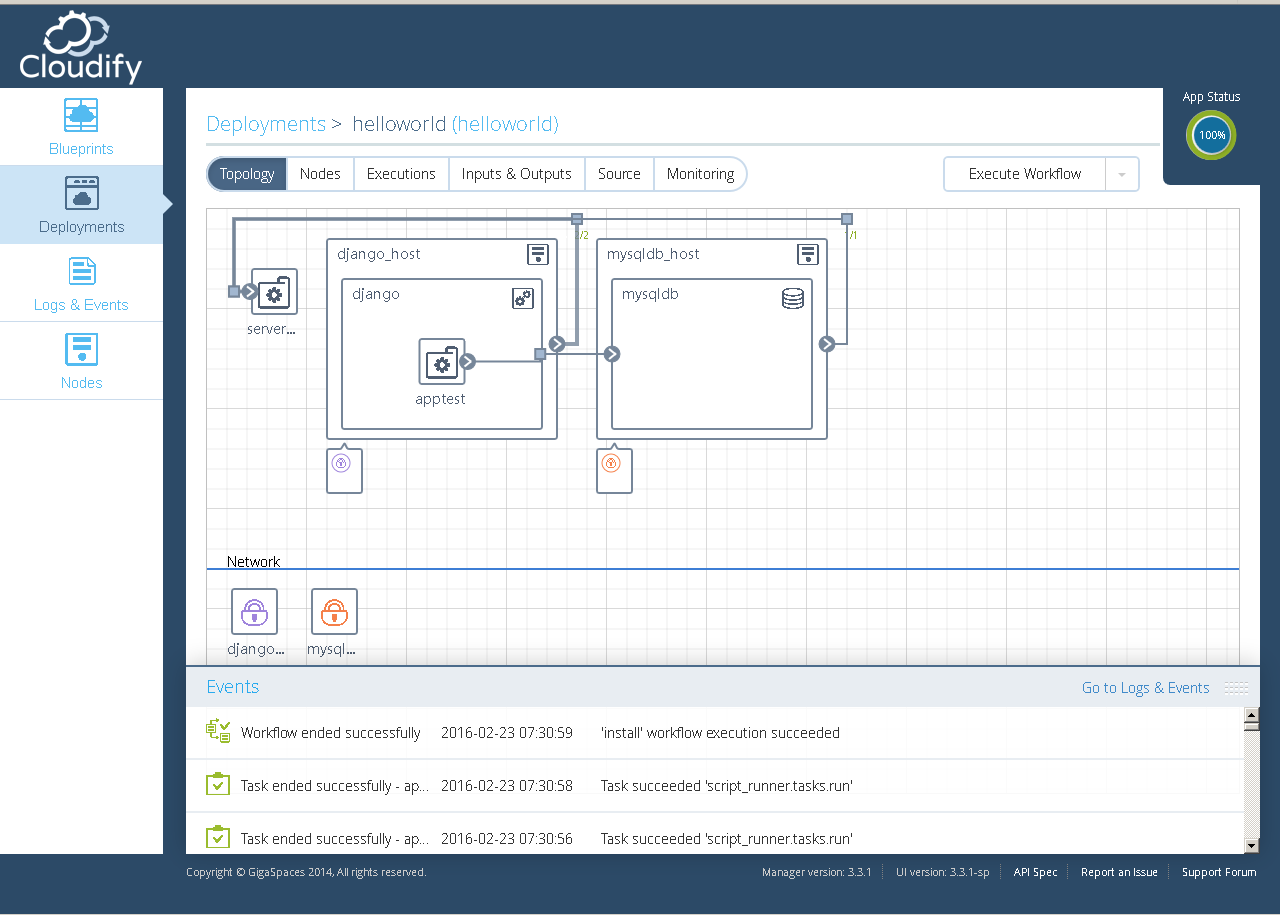 Cloudify
App Status
100%
Blueprints
Deployments
Logs & Events
Nodes
Deployments > helloworld (helloworld)
Topology Nodes Executions Inputs & Outputs Source Monitoring
Execute Workflow
/2
/1
django_host
mysqldb_host
django
mysqldb
server...
apptest
Network
django... mysql...
Events
Go to Logs & Events
Workflow ended successfully 2016-02-23 07:30:59 'install' workflow execution succeeded
Task ended successfully - ap... 2016-02-23 07:30:58 Task succeeded 'script_runner.tasks.run'
Task ended successfully - ap... 2016-02-23 07:30:56 Task succeeded 'script_runner.tasks.run'
Copyright © GigaSpaces 2014, All rights reserved. Manager version: 3.3.1 UI version: 3.3.1-sp API Spec Report an Issue Support Forum